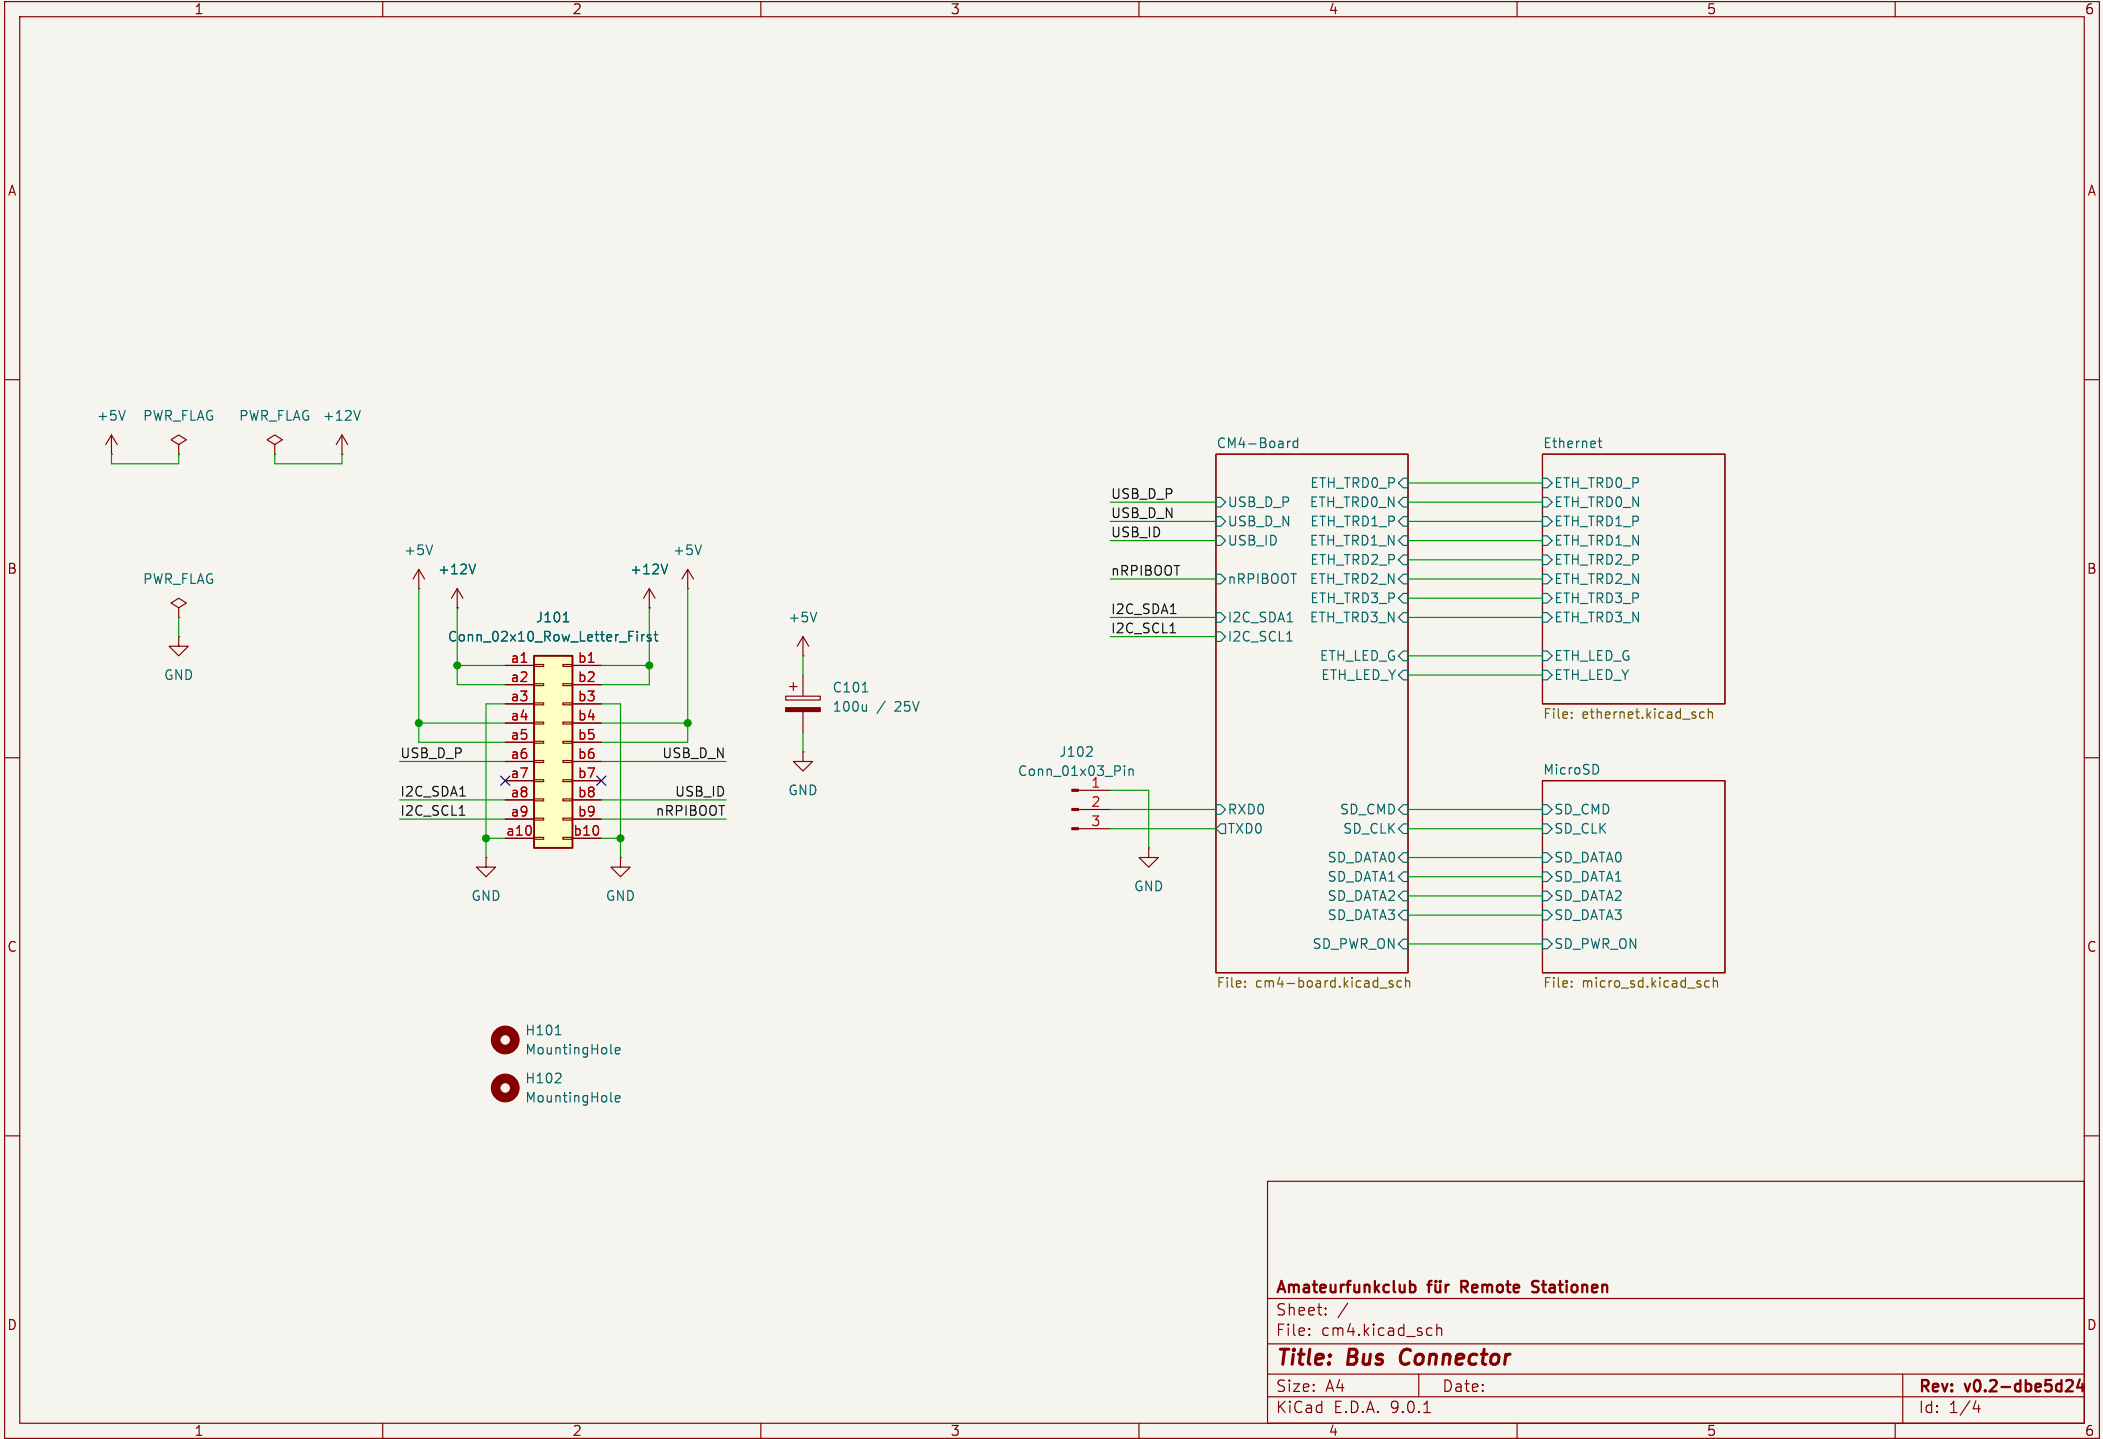 1 2 3 4 5 6
A A
B B
C C
D D
+5V PWR_FLAG PWR_FLAG +12V
PWR_FLAG
GND
+5V +5V
+12V +12V
J101
Conn_02x10_Row_Letter_First
a1 b1
a2 b2
a3 b3
a4 b4
a5 b5
USB_D_P a6 b6 USB_D_N
a7 b7
I2C_SDA1 a8 b8 USB_ID
I2C_SCL1 a9 b9 nRPIBOOT
a10 b10
GND GND
+5V
+
C101
100u / 25V
GND
H101
MountingHole
H102
MountingHole
J102
Conn_01x03_Pin
1
2
3
GND
CM4-Board
USB_D_P
USB_D_N
USB_ID
nRPIBOOT
I2C_SDA1
I2C_SCL1
USB_D_P
USB_D_N
USB_ID
nRPIBOOT
I2C_SDA1
I2C_SCL1
RXD0
TXD0
ETH_TRD0_P
ETH_TRD0_N
ETH_TRD1_P
ETH_TRD1_N
ETH_TRD2_P
ETH_TRD2_N
ETH_TRD3_P
ETH_TRD3_N
ETH_LED_G
ETH_LED_Y
SD_CMD
SD_CLK
SD_DATA0
SD_DATA1
SD_DATA2
SD_DATA3
SD_PWR_ON
File: cm4-board.kicad_sch
Ethernet
ETH_TRD0_P
ETH_TRD0_N
ETH_TRD1_P
ETH_TRD1_N
ETH_TRD2_P
ETH_TRD2_N
ETH_TRD3_P
ETH_TRD3_N
ETH_LED_G
ETH_LED_Y
File: ethernet.kicad_sch
MicroSD
SD_CMD
SD_CLK
SD_DATA0
SD_DATA1
SD_DATA2
SD_DATA3
SD_PWR_ON
File: micro_sd.kicad_sch
Amateurfunkclub für Remote Stationen
Sheet: /
File: cm4.kicad_sch
Title: Bus Connector
Size: A4 Date: Rev: v0.2-dbe5d24
KiCad E.D.A. 9.0.1 Id: 1/4
1 2 3 4 5 6